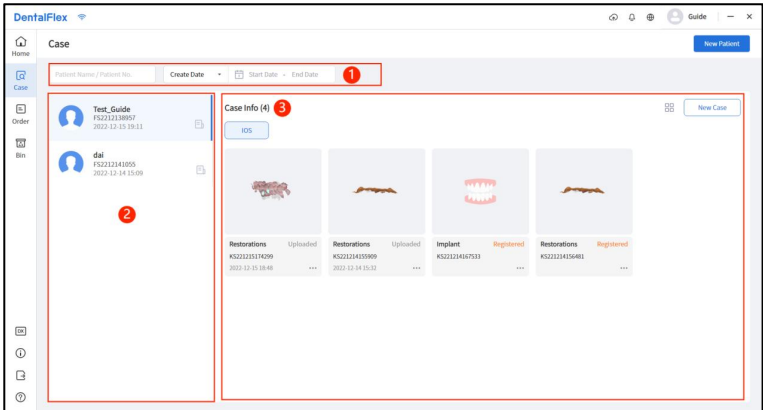 DentalFlex
Guide
Home
Case
Order
Bin
DX
Case
New Patient
Patient Name / Patient No.
Create Date
Start Date - End Date
1
Test_Guide
FS2212138957
2022-12-15 19:11
dai
FS2212141055
2022-12-14 15:09
2
Case Info (4)
3
New Case
IOS
Restorations Uploaded
KS221215174299
2022-12-15 18:48
Restorations Uploaded
KS221214155909
2022-12-14 15:32
Implant Registered
KS221214167533
Restorations Registered
KS221214156481